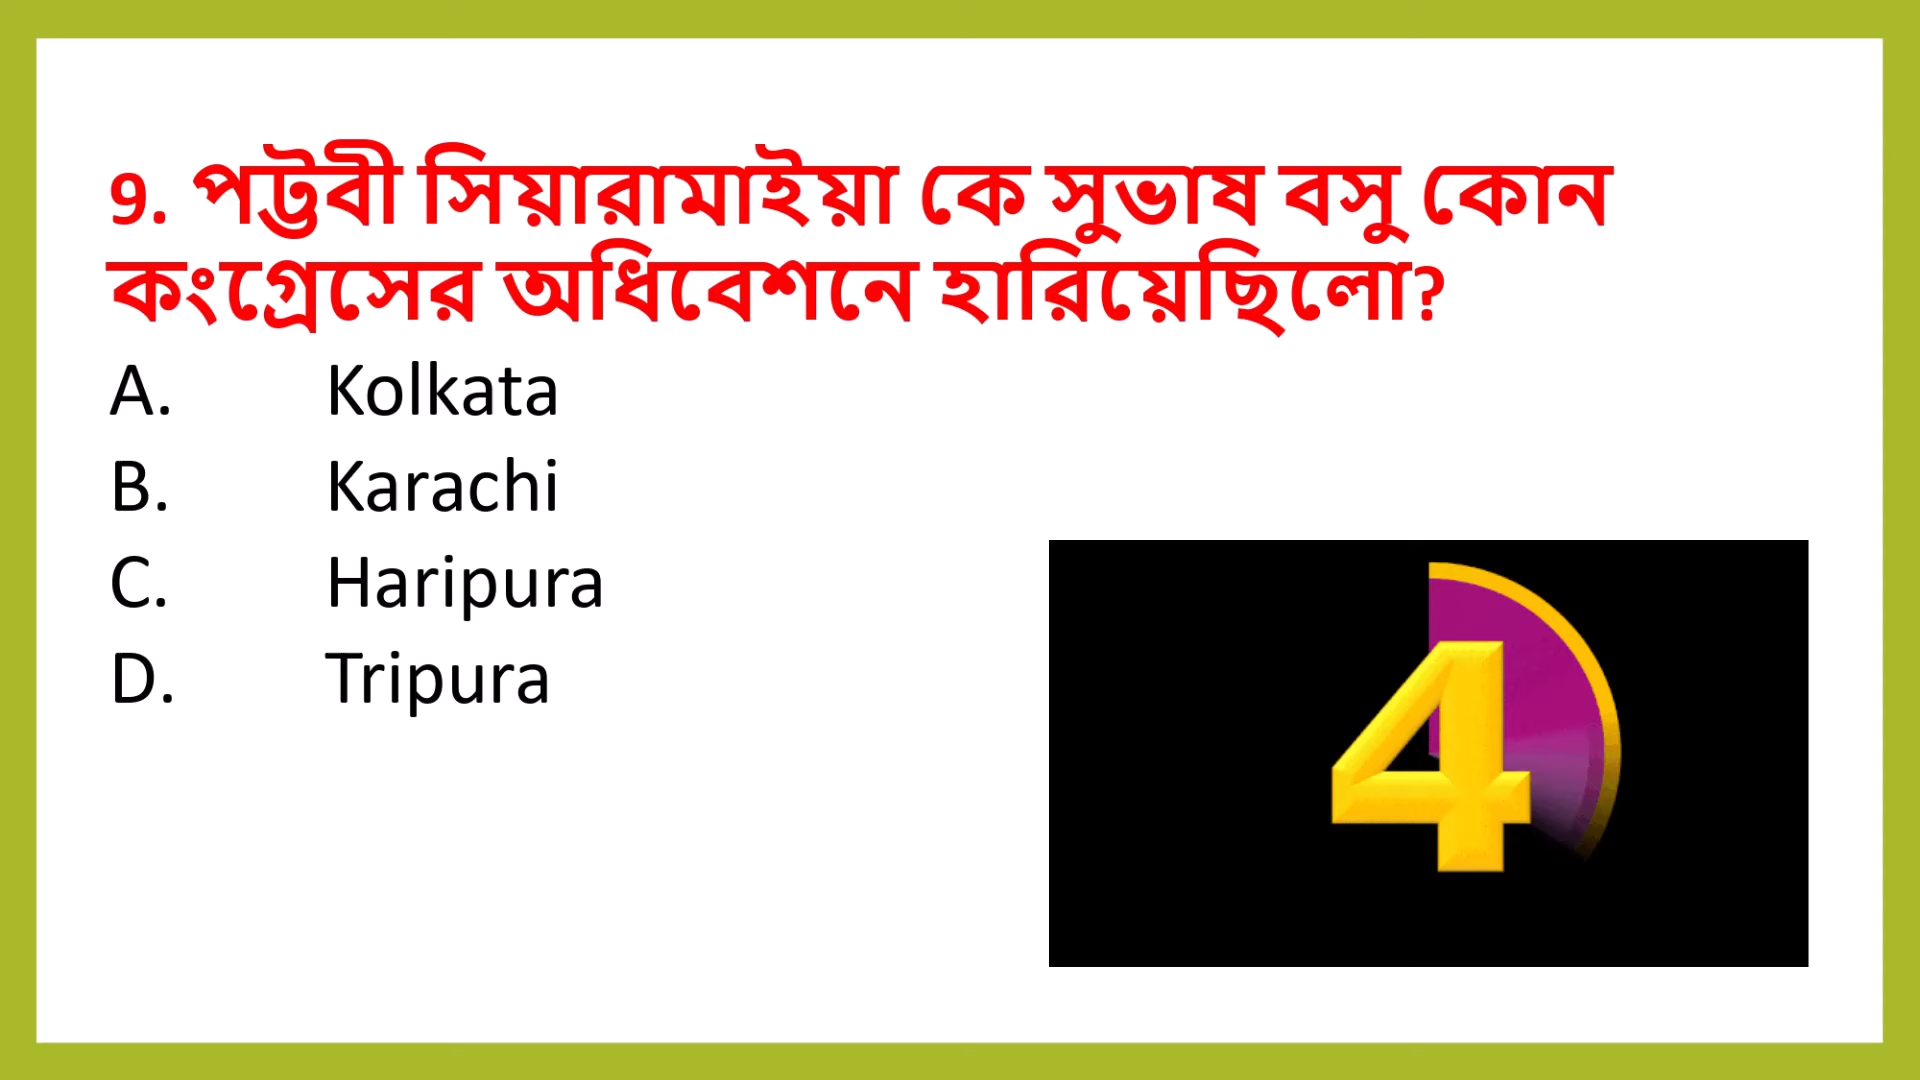 9. পট্টবী সিয়ারামাইয়া কে সুভাষ বসু কোন
কংগ্রেসের অধিবেশনে হারিয়েছিলো?
A. Kolkata
B. Karachi
C. Haripura
D. Tripura
4